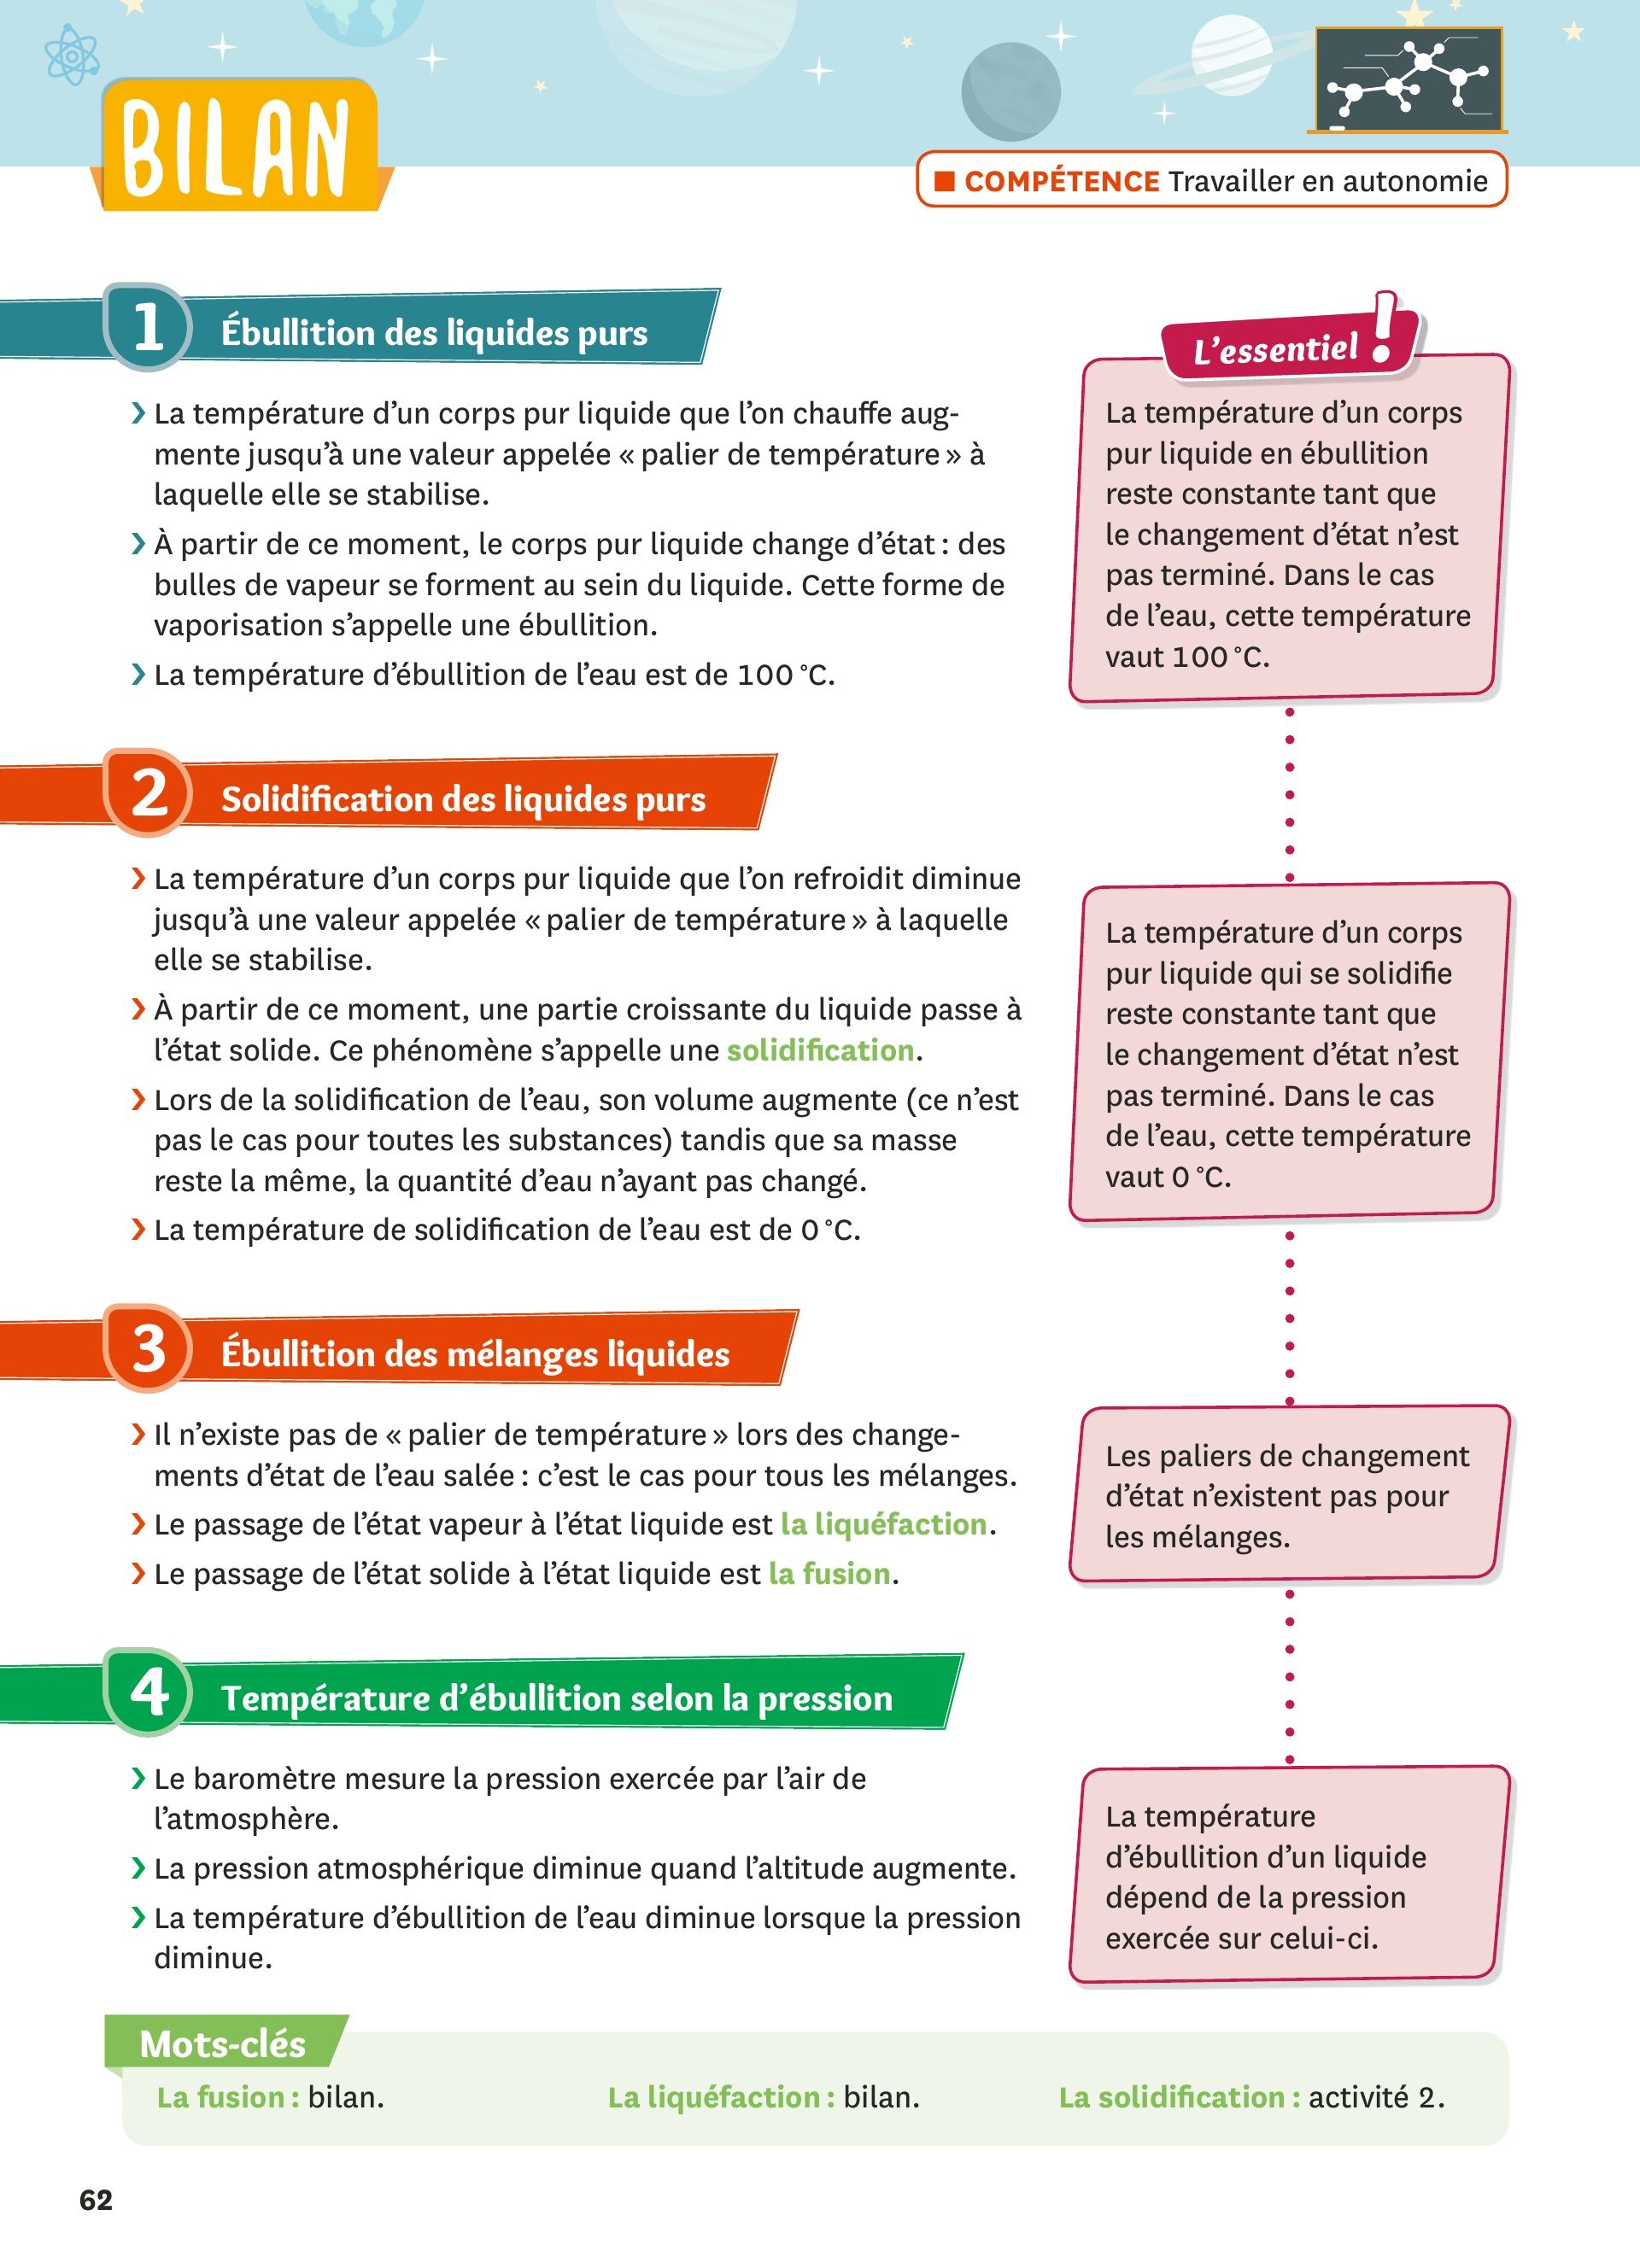 BILAN
■ COMPÉTENCE Travailler en autonomie
1 Ébullition des liquides purs
› La température d’un corps pur liquide que l’on chauffe aug-
mente jusqu’à une valeur appelée « palier de température » à
laquelle elle se stabilise.
› À partir de ce moment, le corps pur liquide change d’état : des
bulles de vapeur se forment au sein du liquide. Cette forme de
vaporisation s’appelle une ébullition.
› La température d’ébullition de l’eau est de 100 °C.
L’essentiel !
La température d’un corps
pur liquide en ébullition
reste constante tant que
le changement d’état n’est
pas terminé. Dans le cas
de l’eau, cette température
vaut 100 °C.
2 Solidification des liquides purs
› La température d’un corps pur liquide que l’on refroidit diminue
jusqu’à une valeur appelée « palier de température » à laquelle
elle se stabilise.
› À partir de ce moment, une partie croissante du liquide passe à
l’état solide. Ce phénomène s’appelle une solidification.
› Lors de la solidification de l’eau, son volume augmente (ce n’est
pas le cas pour toutes les substances) tandis que sa masse
reste la même, la quantité d’eau n’ayant pas changé.
› La température de solidification de l’eau est de 0 °C.
La température d’un corps
pur liquide qui se solidifie
reste constante tant que
le changement d’état n’est
pas terminé. Dans le cas
de l’eau, cette température
vaut 0 °C.
3 Ébullition des mélanges liquides
› Il n’existe pas de « palier de température » lors des change-
ments d’état de l’eau salée : c’est le cas pour tous les mélanges.
› Le passage de l’état vapeur à l’état liquide est la liquéfaction.
› Le passage de l’état solide à l’état liquide est la fusion.
Les paliers de changement
d’état n’existent pas pour
les mélanges.
4 Température d’ébullition selon la pression
› Le baromètre mesure la pression exercée par l’air de
l’atmosphère.
› La pression atmosphérique diminue quand l’altitude augmente.
› La température d’ébullition de l’eau diminue lorsque la pression
diminue.
La température
d’ébullition d’un liquide
dépend de la pression
exercée sur celui-ci.
Mots-clés
La fusion : bilan. La liquéfaction : bilan. La solidification : activité 2.
62